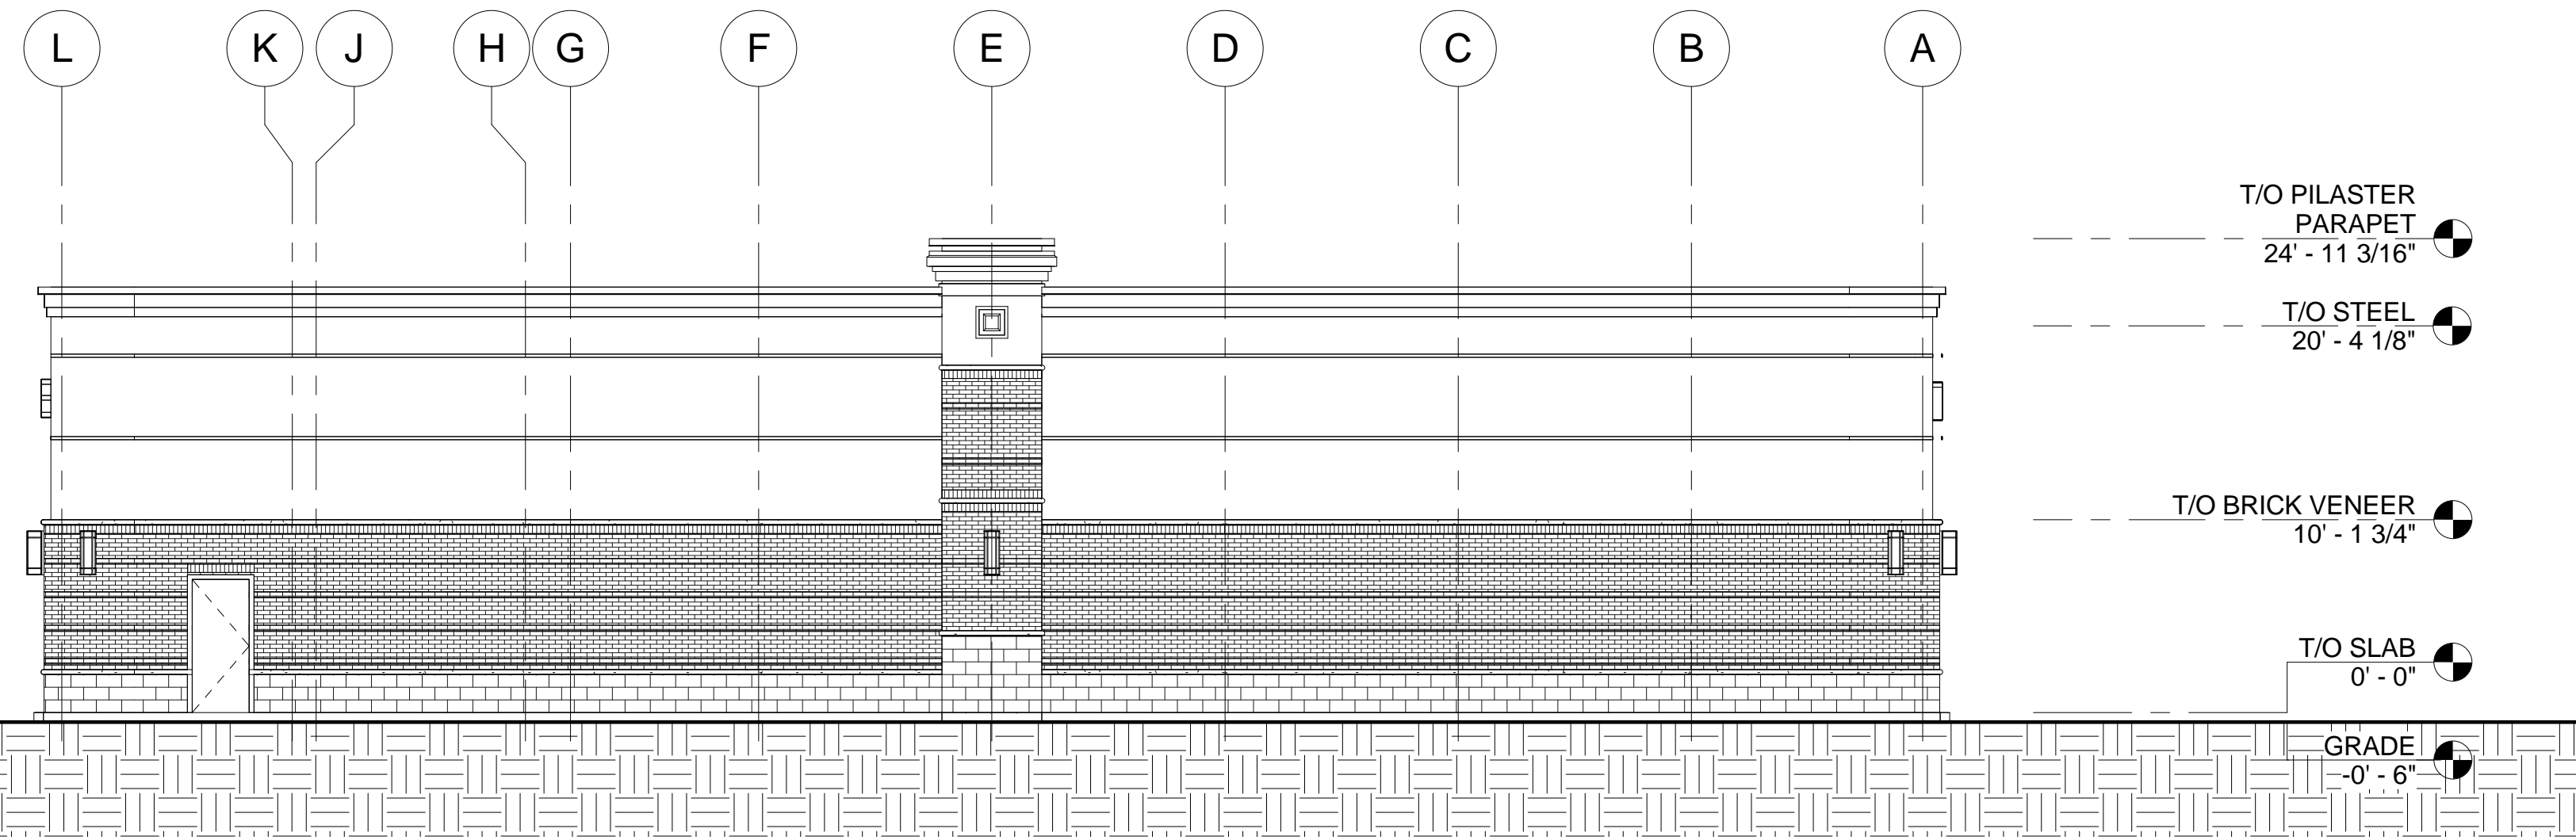 L
K
J
H
G
F
E
D
C
B
A
T/O PILASTER
PARAPET
24' - 11 3/16"
T/O STEEL
20' - 4 1/8"
T/O BRICK VENEER
10' - 1 3/4"
T/O SLAB
0' - 0"
GRADE
-0' - 6"